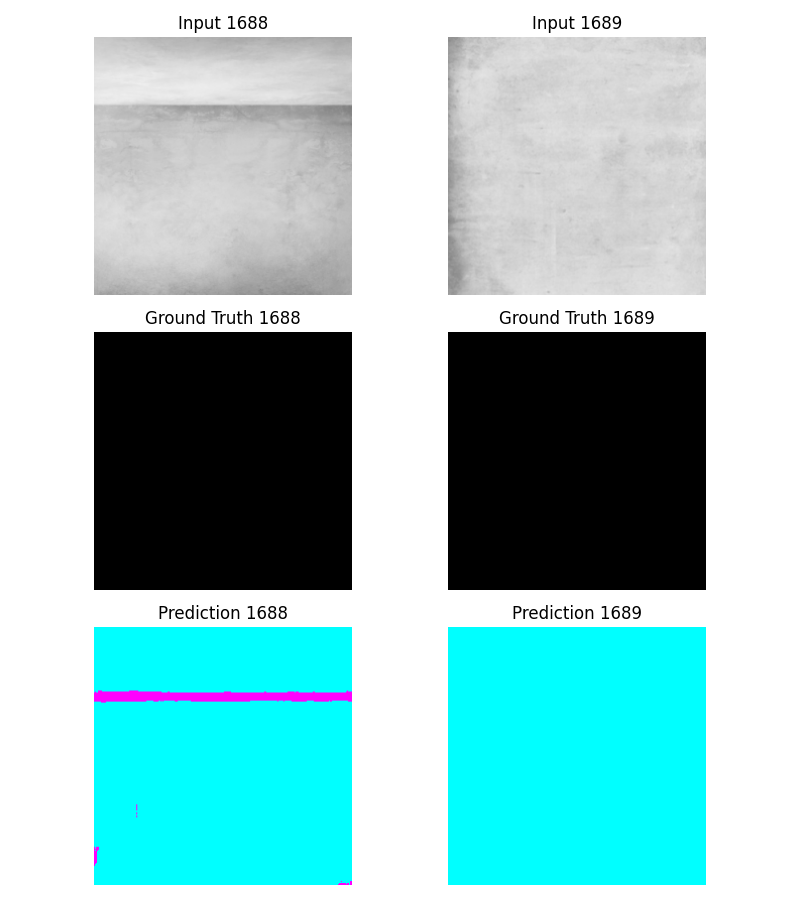 Input 1688
Input 1689
Ground Truth 1688
Ground Truth 1689
Prediction 1688
Prediction 1689